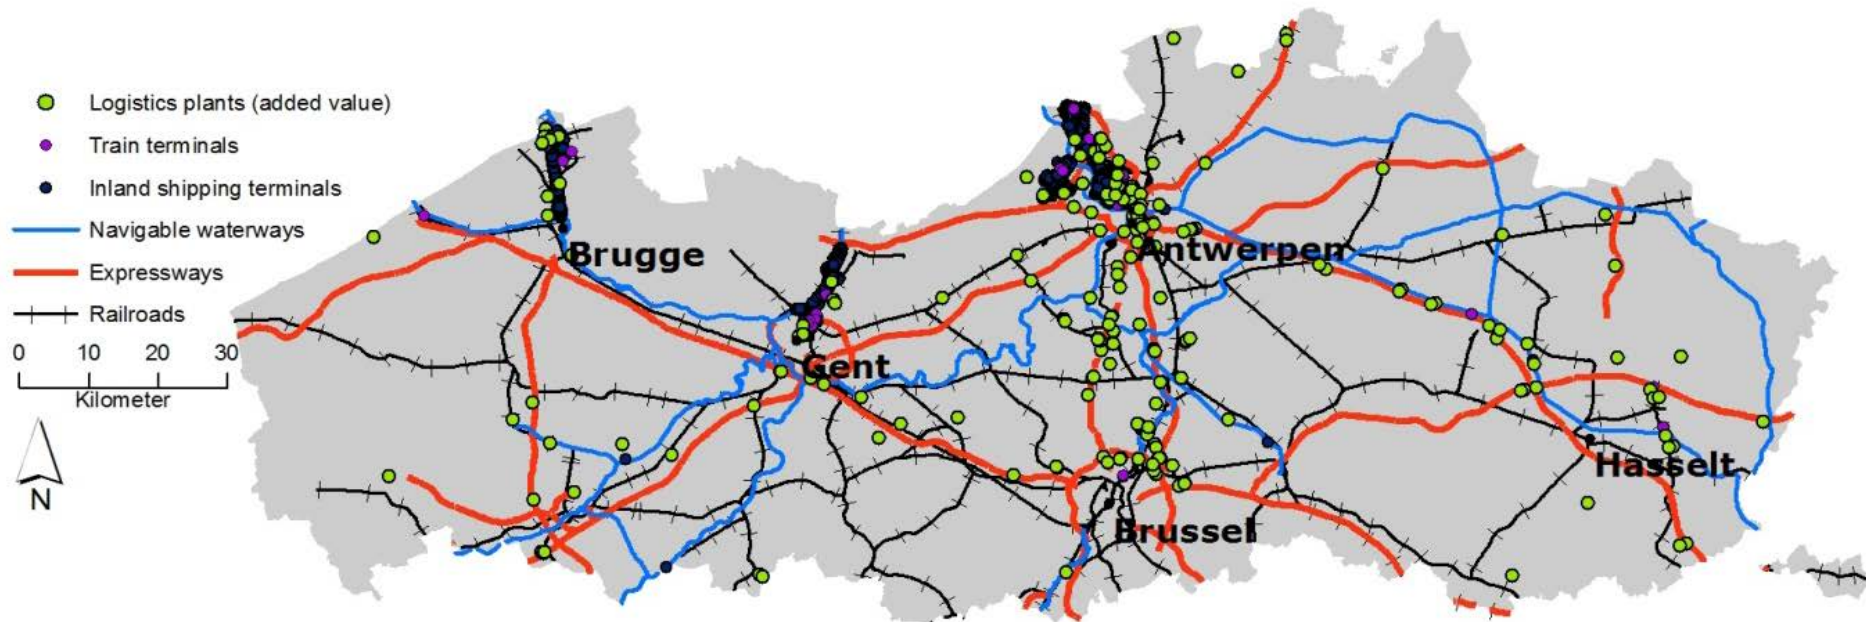 Logistics plants (added value)
Train terminals
Inland shipping terminals
Navigable waterways
Expressways
Railroads
0 10 20 30
Kilometer
N
Brugge
Gent
Antwerpen
Hasselt
Brussel